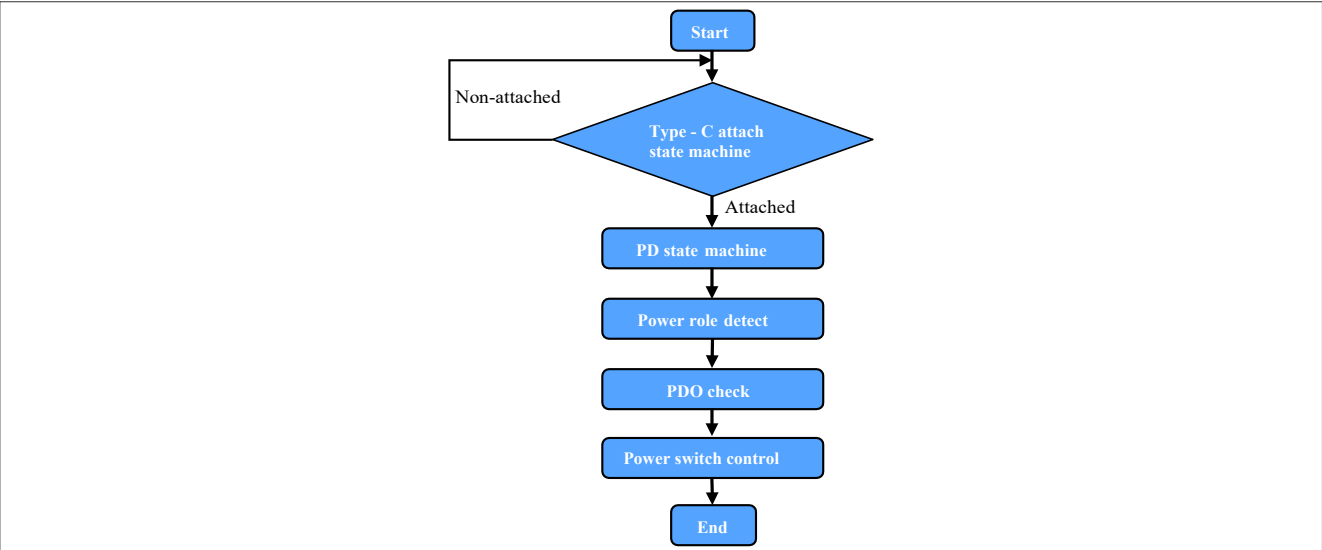 Start
Non-attached
Type - C attach
state machine
Attached
PD state machine
Power role detect
PDO check
Power switch control
End